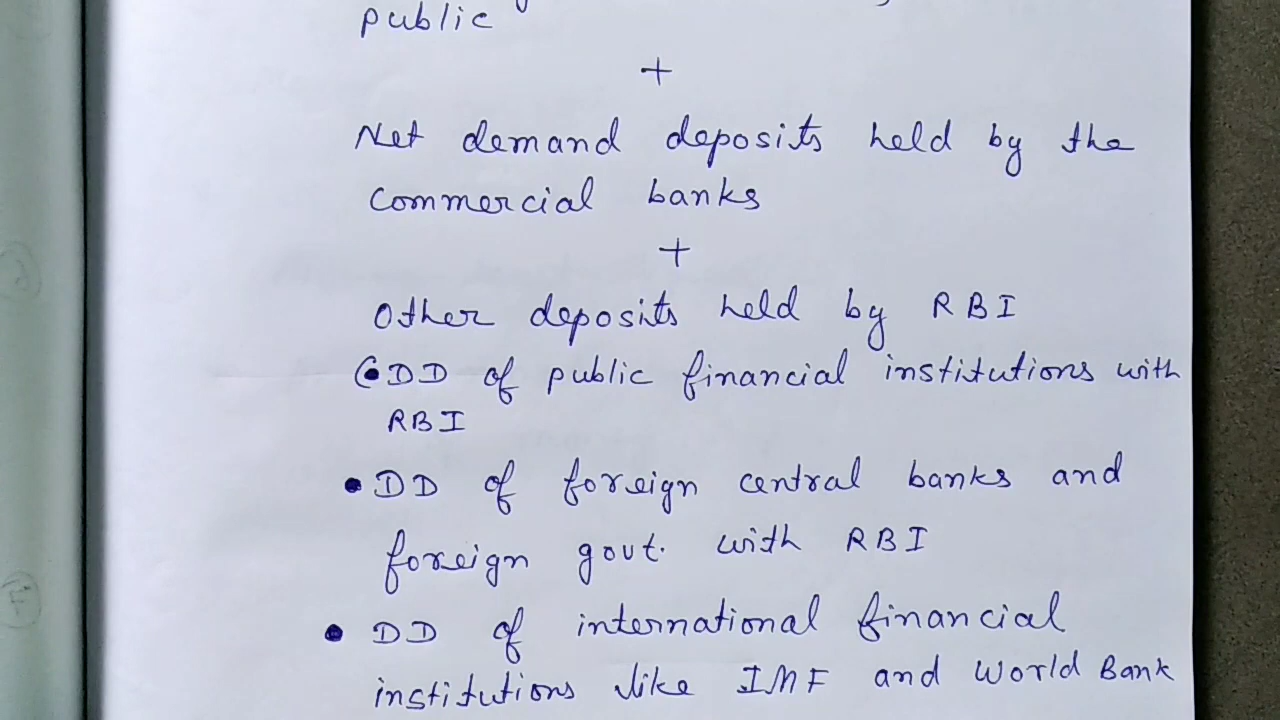 public
+
Net demand deposits held by the
commercial banks
+
Other deposits held by RBI
(• DD of public financial institutions with
RBI
• DD of foreign central banks and
foreign govt. with RBI
• DD of international financial
institutions like IMF and World Bank